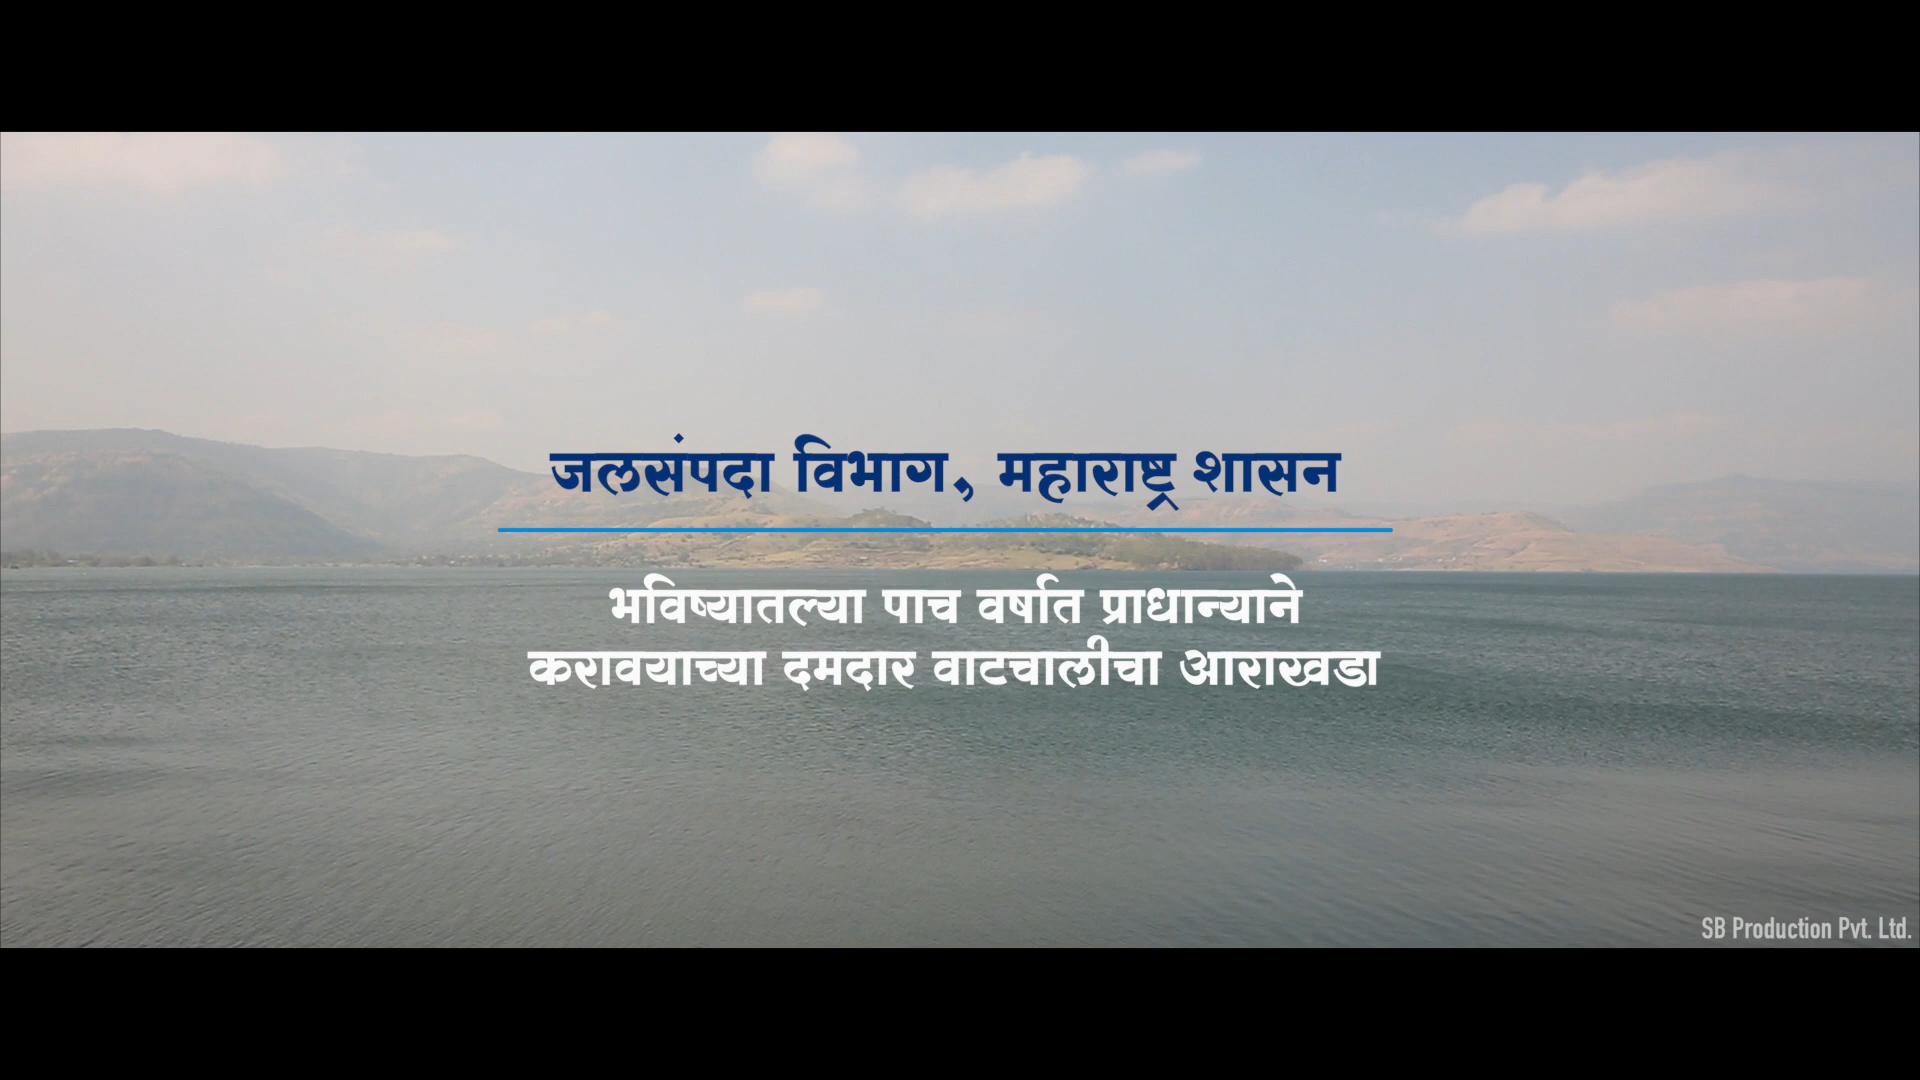 जलसंपदा विभाग, महाराष्ट्र शासन
भविष्यातल्या पाच वर्षात प्राधान्याने
करावयाच्या दमदार वाटचालीचा आराखडा
SB Production Pvt. Ltd.